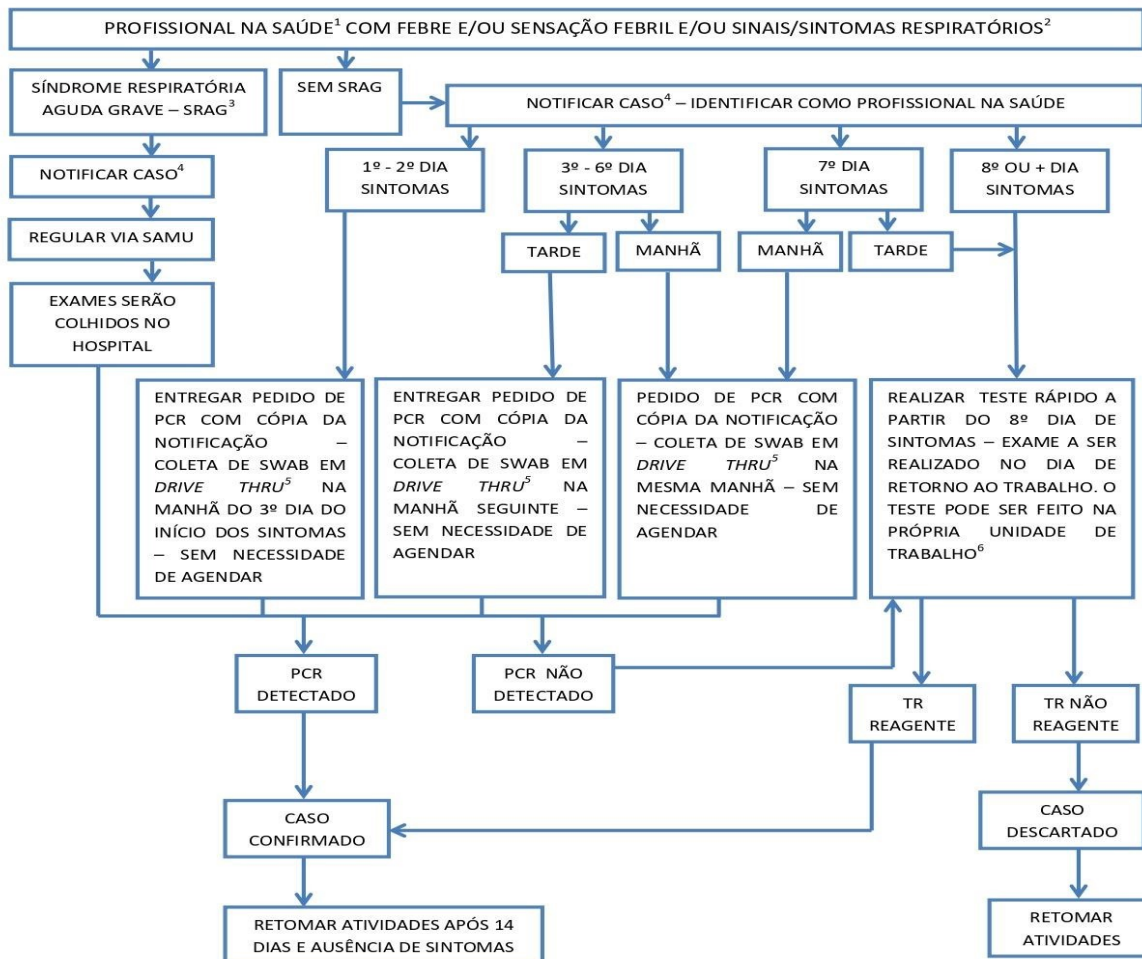 PROFISSIONAL NA SAÚDE¹ COM FEBRE E/OU SENSAÇÃO FEBRIL E/OU SINAIS/SINTOMAS RESPIRATÓRIOS²
SÍNDROME RESPIRATÓRIA
AGUDA GRAVE – SRAG³
SEM SRAG
NOTIFICAR CASO⁴ – IDENTIFICAR COMO PROFISSIONAL NA SAÚDE
NOTIFICAR CASO⁴
1º - 2º DIA
SINTOMAS
3º - 6º DIA
SINTOMAS
7º DIA
SINTOMAS
8º OU + DIA
SINTOMAS
REGULAR VIA SAMU
TARDE
MANHÃ
MANHÃ
TARDE
EXAMES SERÃO
COLHIDOS NO
HOSPITAL
ENTREGAR PEDIDO DE
PCR COM CÓPIA DA
NOTIFICAÇÃO –
COLETA DE SWAB EM
DRIVE THRU⁵ NA
MANHÃ DO 3º DIA DO
INÍCIO DOS SINTOMAS
– SEM NECESSIDADE
DE AGENDAR
ENTREGAR PEDIDO DE
PCR COM CÓPIA DA
NOTIFICAÇÃO –
COLETA DE SWAB EM
DRIVE THRU⁵ NA
MANHÃ SEGUINTE –
SEM NECESSIDADE DE
AGENDAR
PEDIDO DE PCR COM
CÓPIA DA NOTIFICAÇÃO
– COLETA DE SWAB EM
DRIVE THRU⁵ NA
MESMA MANHÃ – SEM
NECESSIDADE DE
AGENDAR
REALIZAR TESTE RÁPIDO A
PARTIR DO 8º DIA DE
SINTOMAS – EXAME A SER
REALIZADO NO DIA DE
RETORNO AO TRABALHO. O
TESTE PODE SER FEITO NA
PRÓPRIA UNIDADE DE
TRABALHO⁶
PCR
DETECTADO
PCR NÃO
DETECTADO
TR
REAGENTE
TR NÃO
REAGENTE
CASO
CONFIRMADO
CASO
DESCARTADO
RETOMAR ATIVIDADES APÓS 14
DIAS E AUSÊNCIA DE SINTOMAS
RETOMAR
ATIVIDADES